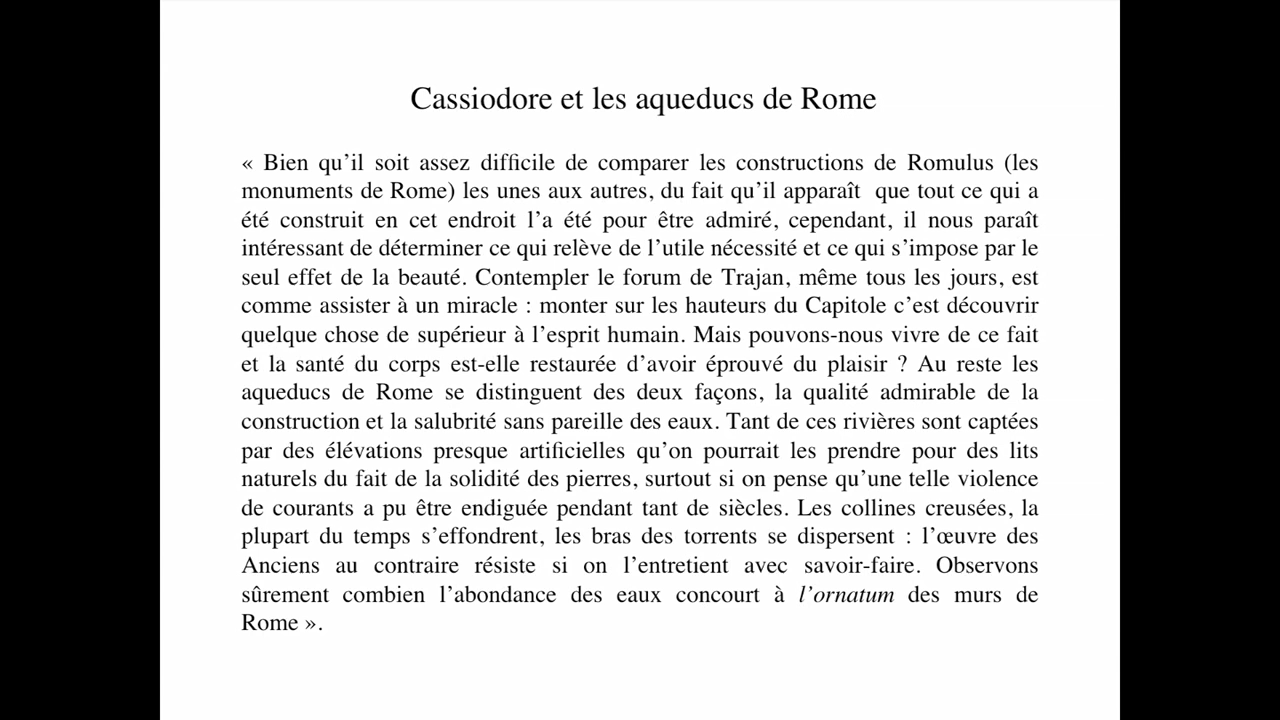 Cassiodore et les aqueducs de Rome
« Bien qu’il soit assez difficile de comparer les constructions de Romulus (les
monuments de Rome) les unes aux autres, du fait qu’il apparaît  que tout ce qui a
été construit en cet endroit l’a été pour être admiré, cependant, il nous paraît
intéressant de déterminer ce qui relève de l’utile nécessité et ce qui s’impose par le
seul effet de la beauté. Contempler le forum de Trajan, même tous les jours, est
comme assister à un miracle : monter sur les hauteurs du Capitole c’est découvrir
quelque chose de supérieur à l’esprit humain. Mais pouvons-nous vivre de ce fait
et la santé du corps est-elle restaurée d’avoir éprouvé du plaisir ? Au reste les
aqueducs de Rome se distinguent des deux façons, la qualité admirable de la
construction et la salubrité sans pareille des eaux. Tant de ces rivières sont captées
par des élévations presque artificielles qu’on pourrait les prendre pour des lits
naturels du fait de la solidité des pierres, surtout si on pense qu’une telle violence
de courants a pu être endiguée pendant tant de siècles. Les collines creusées, la
plupart du temps s’effondrent, les bras des torrents se dispersent : l’œuvre des
Anciens au contraire résiste si on l’entretient avec savoir-faire. Observons
sûrement combien l’abondance des eaux concourt à l’ornatum des murs de
Rome ».